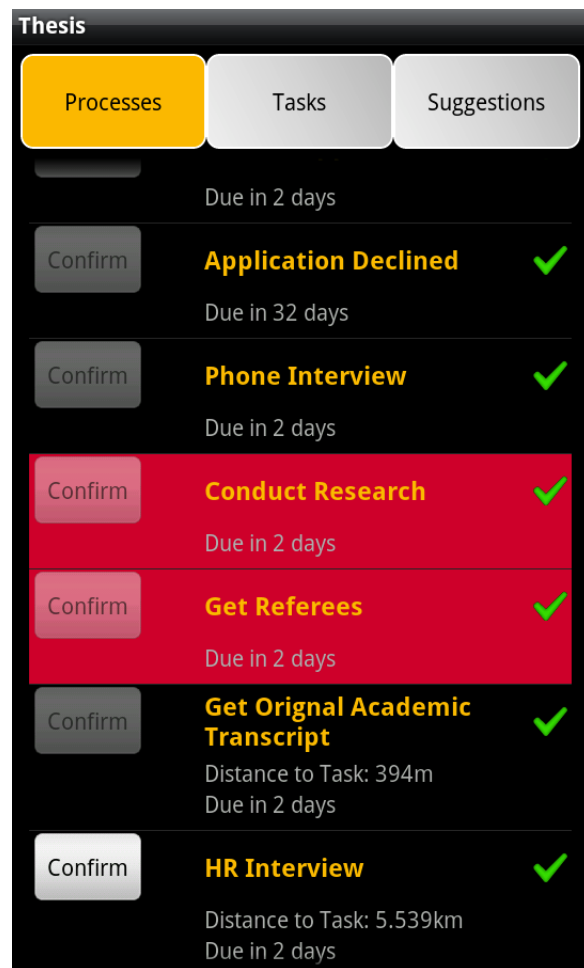 Thesis
Processes Tasks Suggestions
Due in 2 days
Confirm Application Declined
Due in 32 days
Confirm Phone Interview
Due in 2 days
Confirm Conduct Research
Due in 2 days
Confirm Get Referees
Due in 2 days
Confirm Get Orignal Academic
Transcript
Distance to Task: 394m
Due in 2 days
Confirm HR Interview
Distance to Task: 5.539km
Due in 2 days